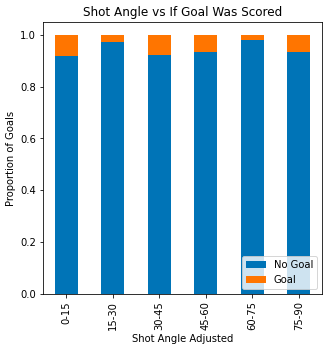 Shot Angle vs If Goal Was Scored
Proportion of Goals
1.0
0.8
0.6
0.4
0.2
0.0
No Goal
Goal
0-15
15-30
30-45
45-60
60-75
75-90
Shot Angle Adjusted